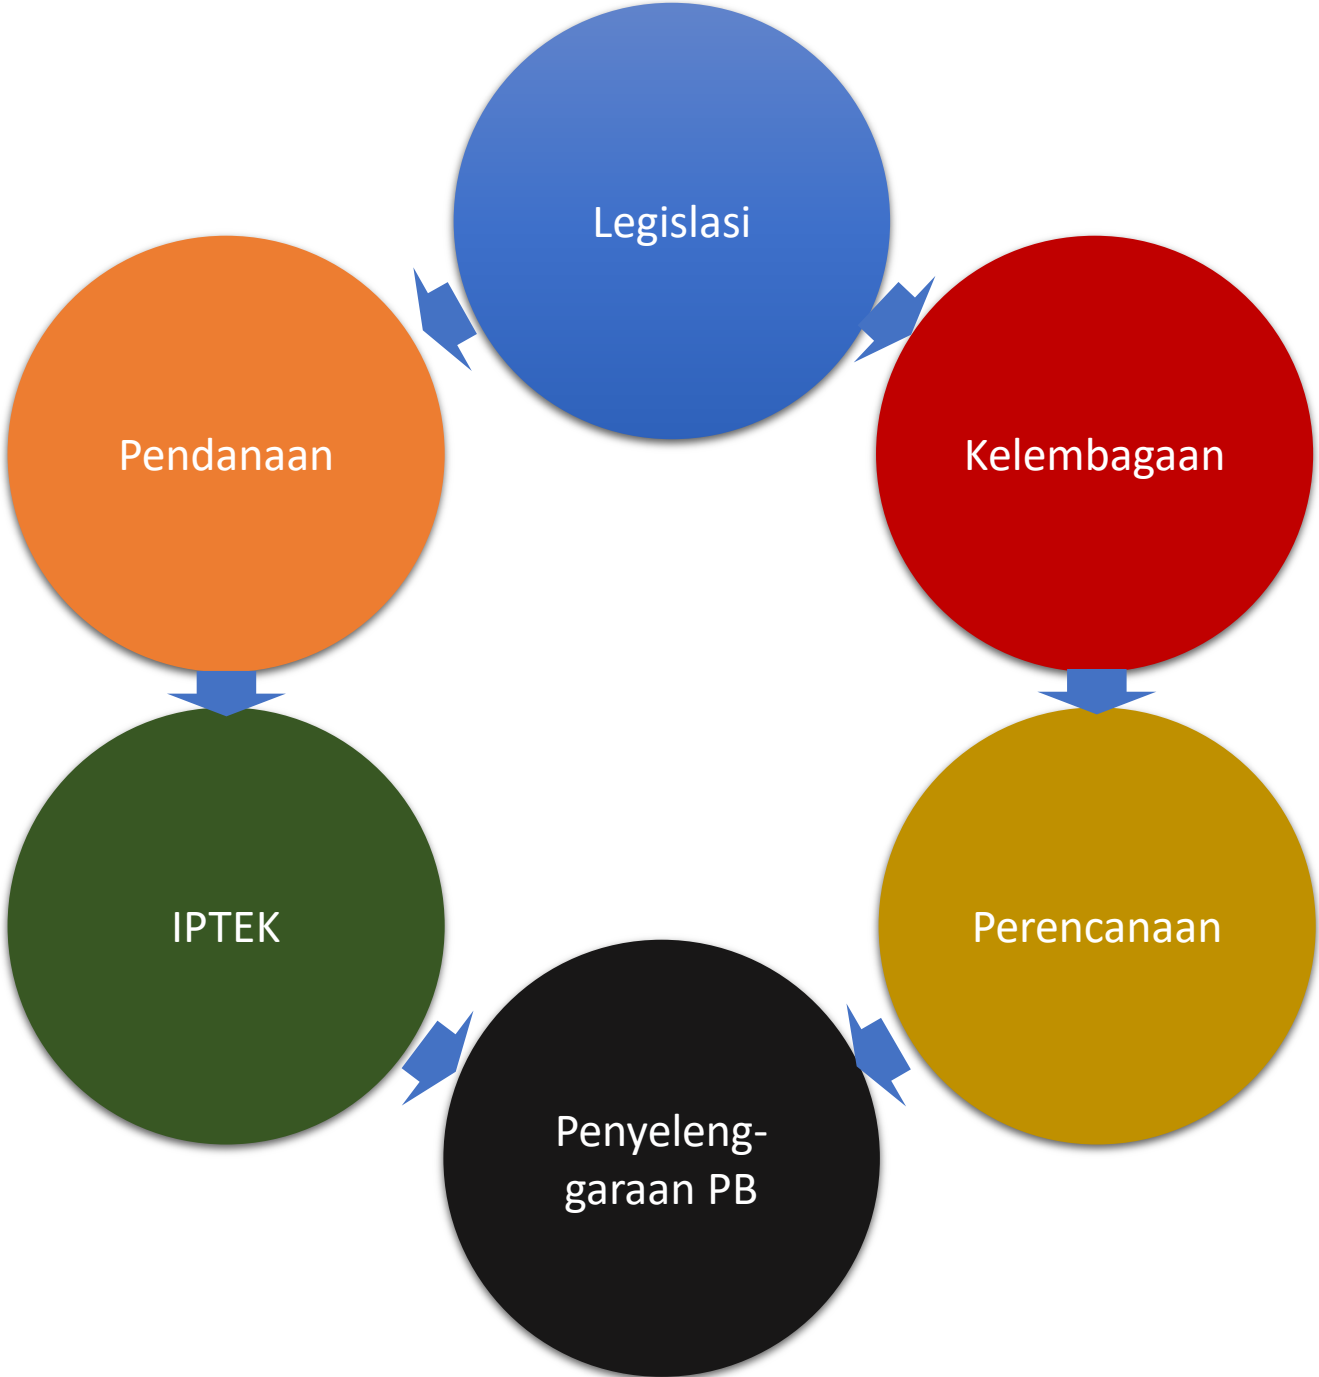 Legislasi
Pendanaan
Kelembagaan
IPTEK
Perencanaan
Penyeleng-
garaan PB